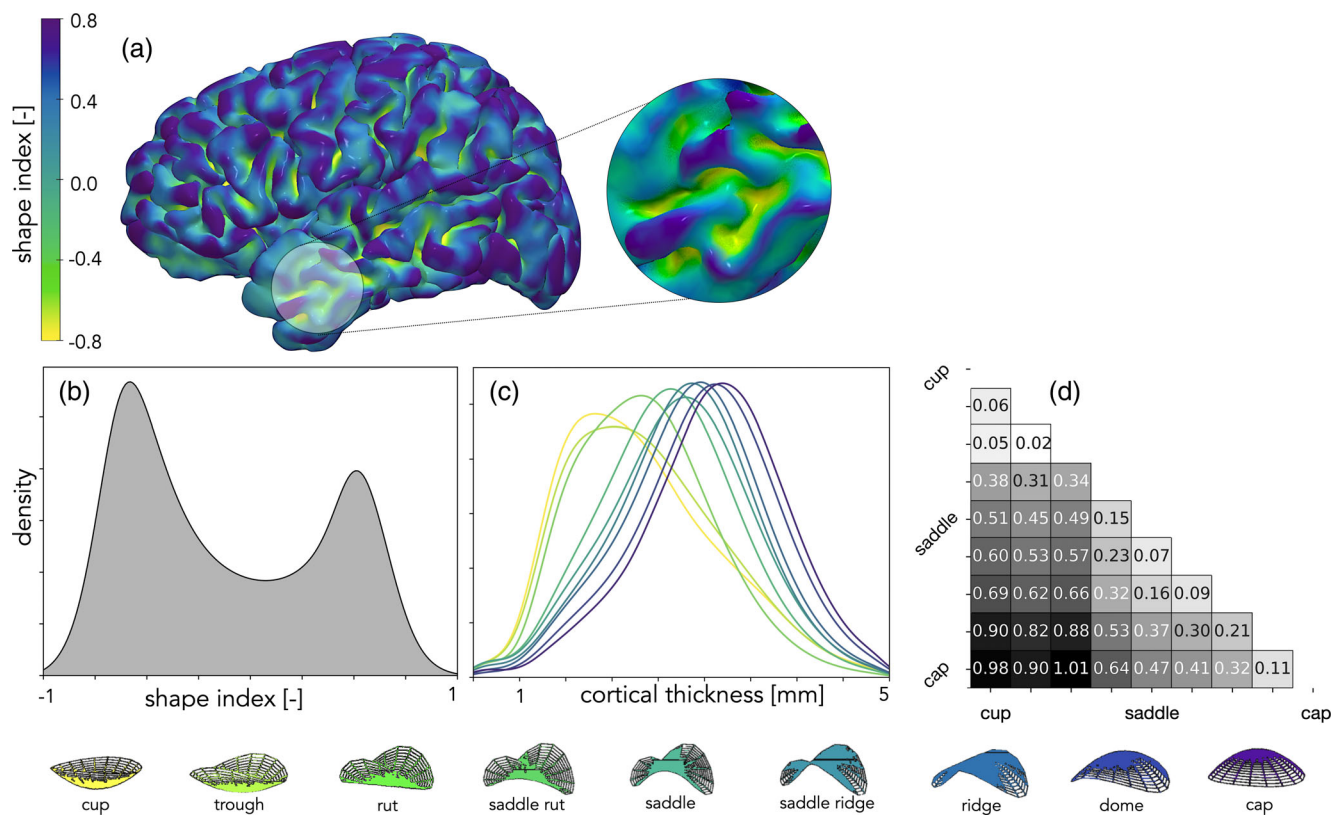 (a)
shape index [-]
0.8
0.4
0.0
-0.4
-0.8
(b)
density
-1
shape index [-]
1
(c)
1
cortical thickness [mm]
5
(d)
cup
saddle
cap
0.06
0.05 0.02
0.38 0.31 0.34
0.51 0.45 0.49 0.15
0.60 0.53 0.57 0.23 0.07
0.69 0.62 0.66 0.32 0.16 0.09
0.90 0.82 0.88 0.53 0.37 0.30 0.21
0.98 0.90 1.01 0.64 0.47 0.41 0.32 0.11
cup saddle cap
cup trough rut saddle rut saddle saddle ridge ridge dome cap